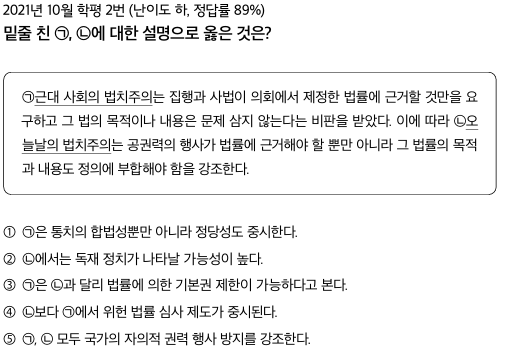 2021년 10월 학평 2번 (난이도 하, 정답률 89%)
밑줄 친 ㉠, ㉡에 대한 설명으로 옳은 것은?
㉠근대 사회의 법치주의는 집행과 사법이 의회에서 제정한 법률에 근거할 것만을 요
구하고 그 법의 목적이나 내용은 문제 삼지 않는다는 비판을 받았다. 이에 따라 ㉡오
늘날의 법치주의는 공권력의 행사가 법률에 근거해야 할 뿐만 아니라 그 법률의 목적
과 내용도 정의에 부합해야 함을 강조한다.
① ㉠은 통치의 합법성뿐만 아니라 정당성도 중시한다.
② ㉡에서는 독재 정치가 나타날 가능성이 높다.
③ ㉠은 ㉡과 달리 법률에 의한 기본권 제한이 가능하다고 본다.
④ ㉡보다 ㉠에서 위헌 법률 심사 제도가 중시된다.
⑤ ㉠, ㉡ 모두 국가의 자의적 권력 행사 방지를 강조한다.